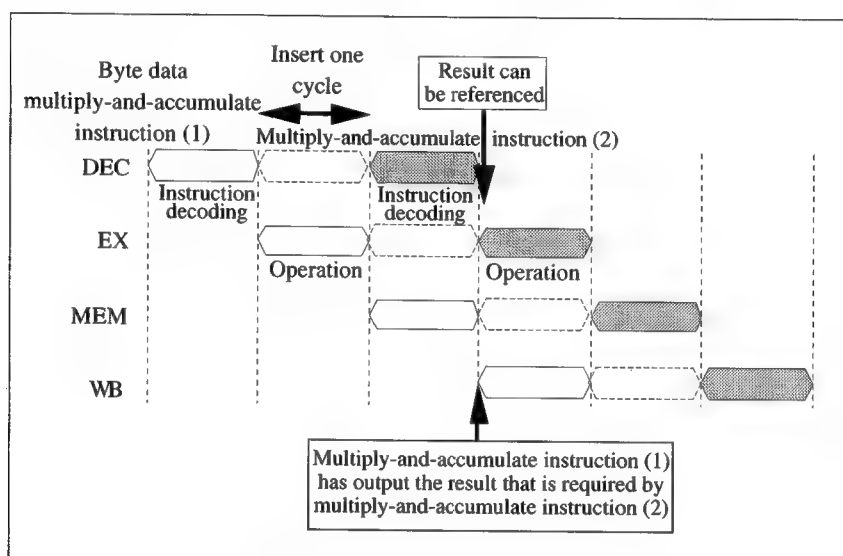 Insert one
cycle
Byte data
multiply-and-accumulate
instruction (1)
Result can
be referenced
Multiply-and-accumulate instruction (2)
DEC
Instruction
decoding
Instruction
decoding
EX
Operation
Operation
MEM
WB
Multiply-and-accumulate instruction (1)
has output the result that is required by
multiply-and-accumulate instruction (2)